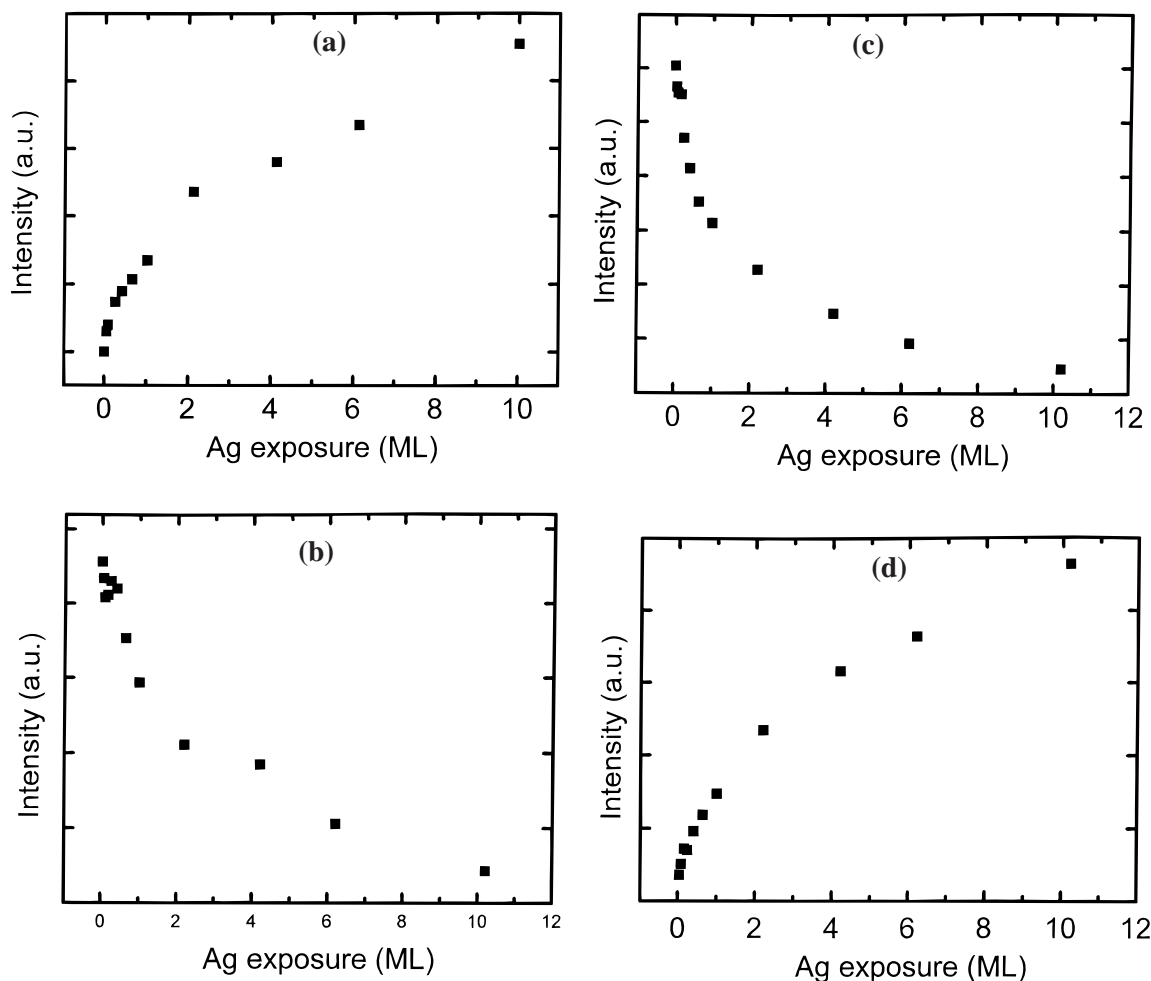 (a)
Intensity (a.u.)
0 2 4 6 8 10
Ag exposure (ML)
(c)
Intensity (a.u.)
0 2 4 6 8 10 12
Ag exposure (ML)
(b)
Intensity (a.u.)
0 2 4 6 8 10 12
Ag exposure (ML)
(d)
Intensity (a.u.)
0 2 4 6 8 10 12
Ag exposure (ML)